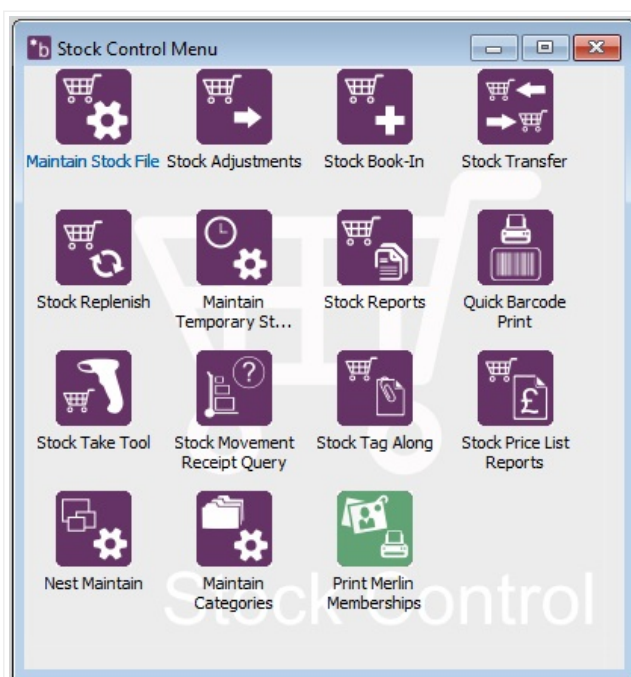 *b Stock Control Menu
Maintain Stock File Stock Adjustments Stock Book-In Stock Transfer
Stock Replenish Maintain Temporary St... Stock Reports Quick Barcode Print
Stock Take Tool Stock Movement Receipt Query Stock Tag Along Stock Price List Reports
£
?
Nest Maintain Maintain Categories Print Merlin Memberships
Stock Control